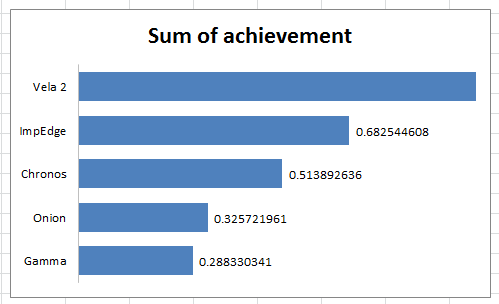 Sum of achievement
Vela 2
ImpEdge 0.682544608
Chronos 0.513892636
Onion 0.325721961
Gamma 0.288330341